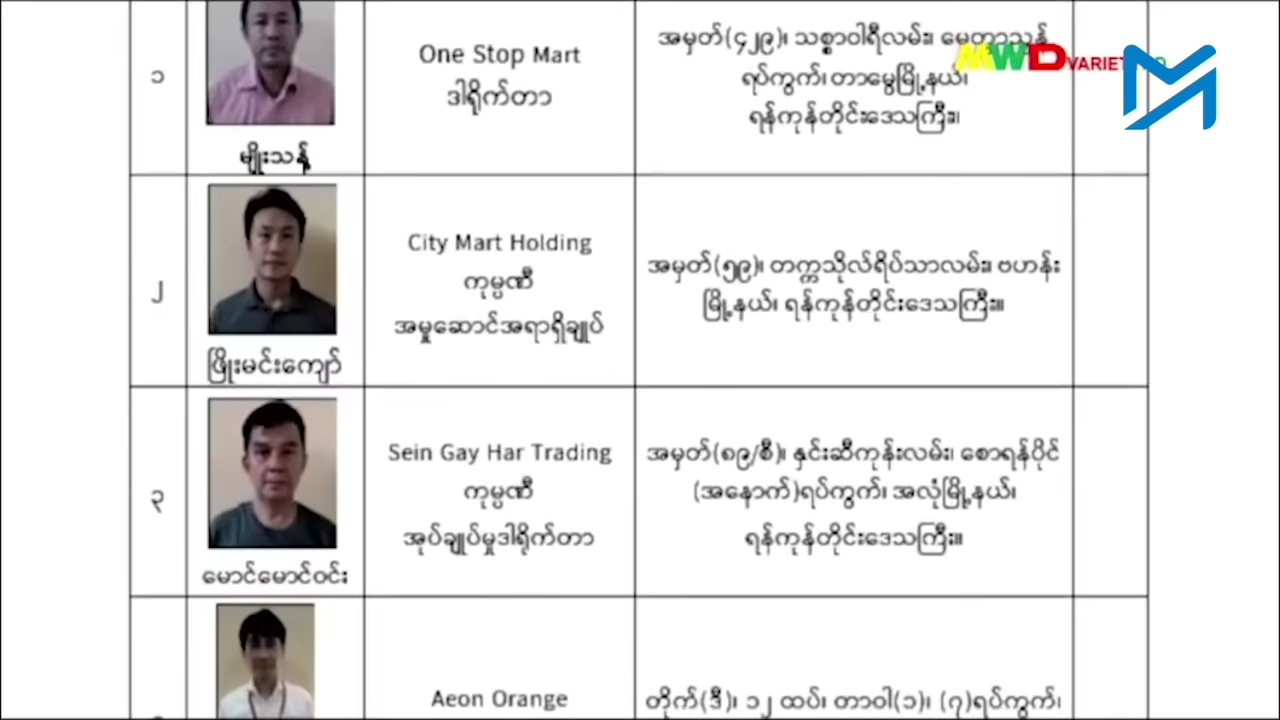 ၁
One Stop Mart
ဒါရိုက်တာ
အမှတ်(၄၂၉)၊ သစ္စာဝါရီလမ်း၊ မေတ္တာညွန့်
ရပ်ကွက်၊ တာမွေမြို့နယ်၊
ရန်ကုန်တိုင်းဒေသကြီး၊
မျိုးသန့်
MWD VARIETY
၂
City Mart Holding
ကုမ္ပဏီ
အမှုဆောင်အရာရှိချုပ်
အမှတ်(၅၉)၊ တက္ကသိုလ်ရိပ်သာလမ်း၊ ဗဟန်း
မြို့နယ်၊ ရန်ကုန်တိုင်းဒေသကြီး။
ဖြိုးမင်းကျော်
၃
Sein Gay Har Trading
ကုမ္ပဏီ
အုပ်ချုပ်မှုဒါရိုက်တာ
အမှတ်(၈၉/စီ)၊ နှင်းဆီကုန်းလမ်း၊ စောရန်ပိုင်
(အနောက်)ရပ်ကွက်၊ အလုံမြို့နယ်၊
ရန်ကုန်တိုင်းဒေသကြီး။
မောင်မောင်ဝင်း
Aeon Orange
တိုက်(ဒီ)၊ ၁၂ ထပ်၊ တာဝါ(၁)၊ (၇)ရပ်ကွက်၊